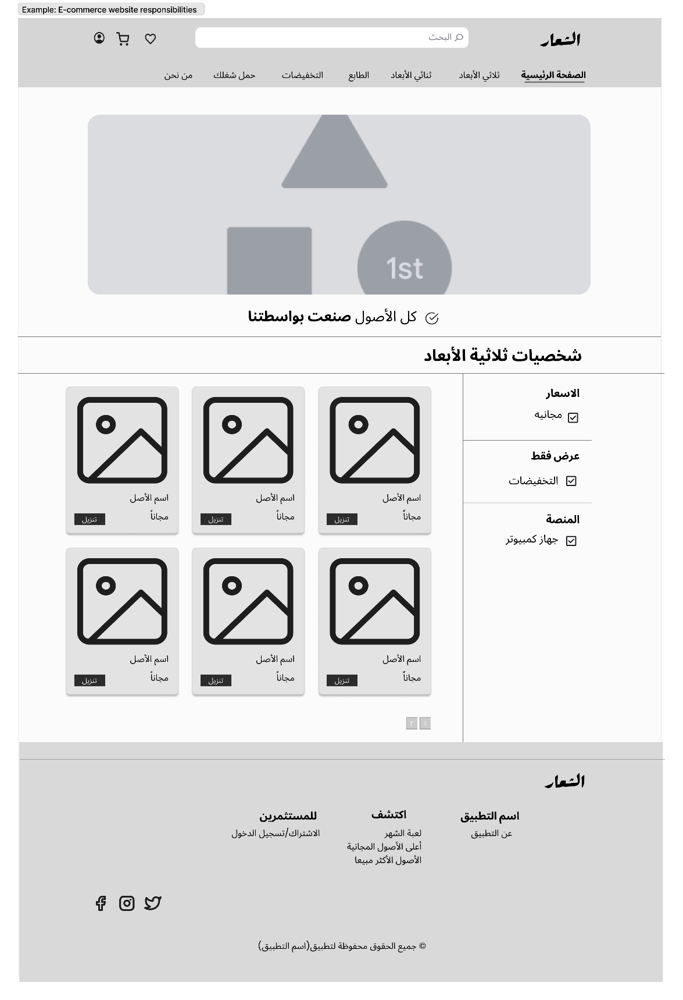 Example: E-commerce website responsibilities
الشعار
البحث
الصفحة الرئيسية
ثلاثي الأبعاد
ثنائي الأبعاد
الطابع
التخفيضات
حمل شغلك
من نحن
1st
كل الأصول صنعت بواسطتنا
شخصيات ثلاثية الأبعاد
الاسعار
مجانيه
عرض فقط
التخفيضات
المنصة
جهاز كمبيوتر
اسم الأصل
مجاناً
تنزيل
اسم الأصل
مجاناً
تنزيل
اسم الأصل
مجاناً
تنزيل
اسم الأصل
مجاناً
تنزيل
اسم الأصل
مجاناً
تنزيل
اسم الأصل
مجاناً
تنزيل
١ ٢
الشعار
اسم التطبيق
عن التطبيق
اكتشف
لعبة الشهر
أعلى الأصول المجانية
الأصول الأكثر مبيعا
للمستثمرين
الاشتراك/تسجيل الدخول
© جميع الحقوق محفوظة لتطبيق(اسم التطبيق)